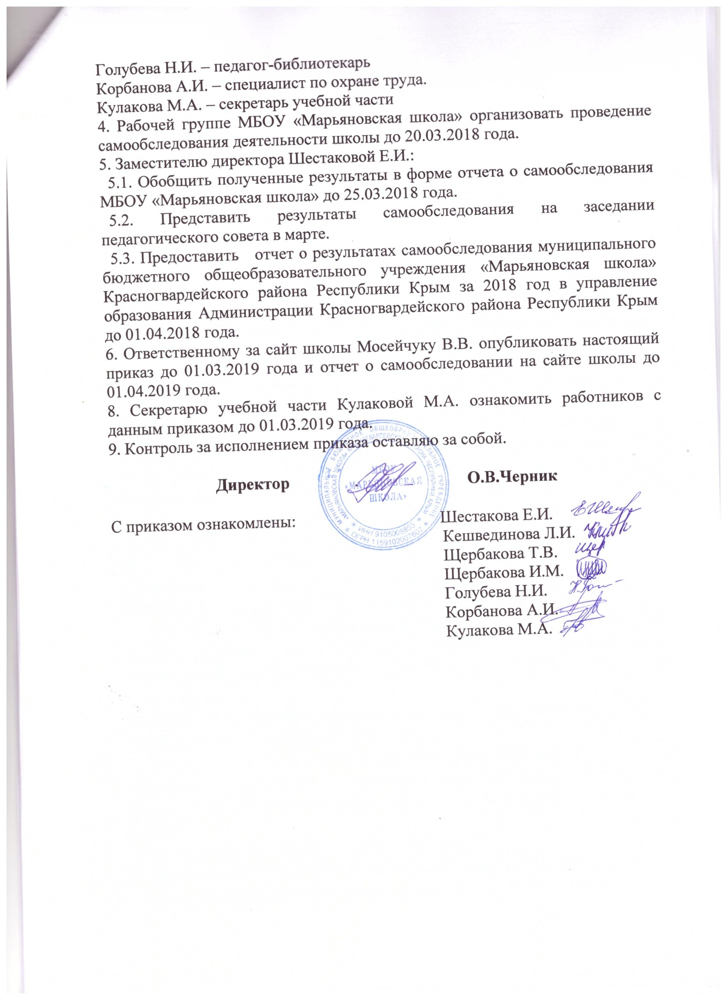 Голубева Н.И. – педагог-библиотекарь
Корбанова А.И. – специалист по охране труда.
Кулакова М.А. – секретарь учебной части
4. Рабочей группе МБОУ «Марьяновская школа» организовать проведение
самообследования деятельности школы до 20.03.2018 года.
5. Заместителю директора Шестаковой Е.И.:
5.1. Обобщить полученные результаты в форме отчета о самообследования
МБОУ «Марьяновская школа» до 25.03.2018 года.
5.2. Представить результаты самообследования на заседании
педагогического совета в марте.
5.3. Предоставить отчет о результатах самообследования муниципального
бюджетного общеобразовательного учреждения «Марьяновская школа»
Красногвардейского района Республики Крым за 2018 год в управление
образования Администрации Красногвардейского района Республики Крым
до 01.04.2018 года.
6. Ответственному за сайт школы Мосейчуку В.В. опубликовать настоящий
приказ до 01.03.2019 года и отчет о самообследовании на сайте школы до
01.04.2019 года.
8. Секретарю учебной части Кулаковой М.А. ознакомить работников с
данным приказом до 01.03.2019 года.
9. Контроль за исполнением приказа оставляю за собой.
Директор О.В.Черник
МУНИЦИПАЛЬНОЕ БЮДЖЕТНОЕ ОБЩЕОБРАЗОВАТЕЛЬНОЕ УЧРЕЖДЕНИЕ
«МАРЬЯНОВСКАЯ ШКОЛА» КРАСНОГВАРДЕЙСКОГО РАЙОНА РЕСПУБЛИКИ КРЫМ
МБОУ
«МАРЬЯНОВСКАЯ
ШКОЛА»
ИНН 9105008853
ОГРН 1159102007602
С приказом ознакомлены: Шестакова Е.И.
Кешвединова Л.И.
Щербакова Т.В.
Щербакова И.М.
Голубева Н.И.
Корбанова А.И.
Кулакова М.А.